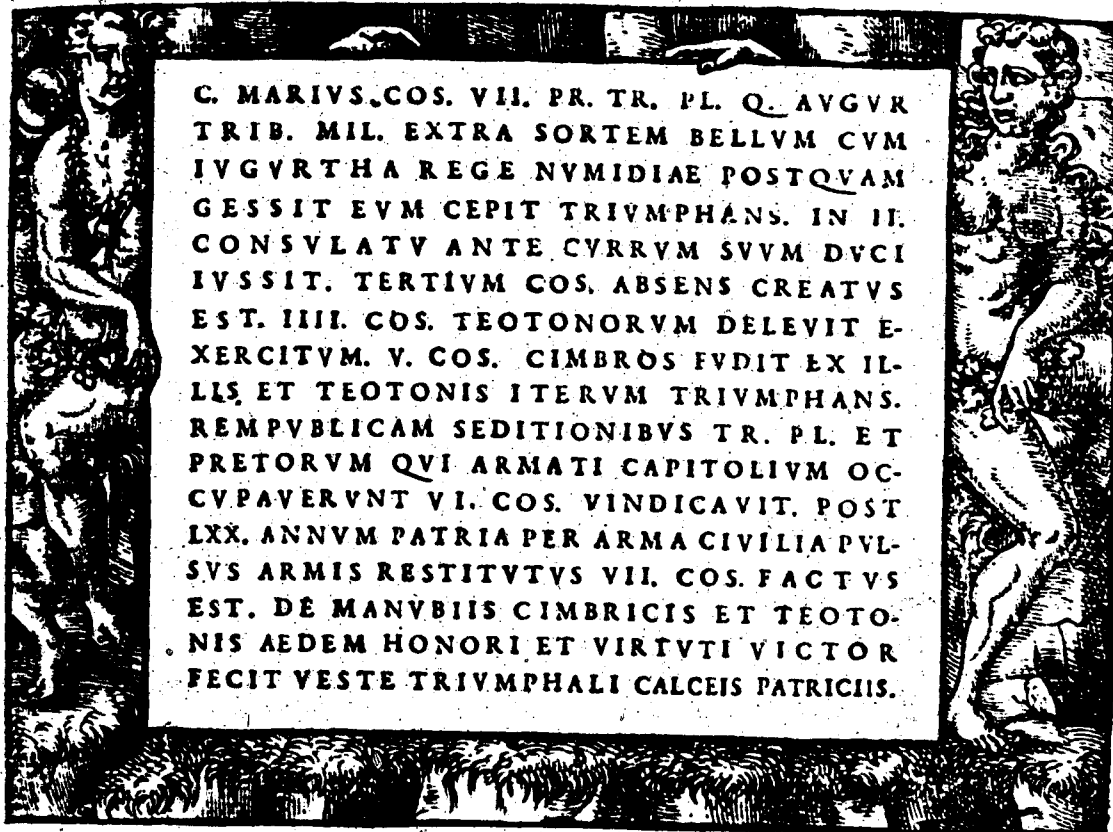 C. MARIVS. COS. VII. PR. TR. PL. Q. AVGVR
TRIB. MIL. EXTRA SORTEM BELLVM CVM
IVGVRTHA REGE NVMIDIAE POSTQVAM
GESSIT EVM CEPIT TRIVMPHANS. IN II.
CONSVLATV ANTE CVRRVM SVVM DVCI
IVSSIT. TERTIVM COS. ABSENS CREATVS
EST. IIII. COS. TEOTONORVM DELEVIT E-
XERCITVM. V. COS. CIMBROS FVDIT EX IL-
LLS ET TEOTONIS ITERVM TRIVMPHANS.
REMPVBLICAM SEDITIONIBVS TR. PL. ET
PRETORVM QVI ARMATI CAPITOLIVM OC-
CVPAVERVNT VI. COS. VINDICAVIT. POST
LXX. ANNVM PATRIA PER ARMA CIVILIA PVL-
SVS ARMIS RESTITVTVS VII. COS. FACTVS
EST. DE MANVBIIS CIMBRICIS ET TEOTO-
NIS AEDEM HONORI ET VIRTVTI VICTOR
FECIT VESTE TRIVMPHALI CALCEIS PATRICIIS.